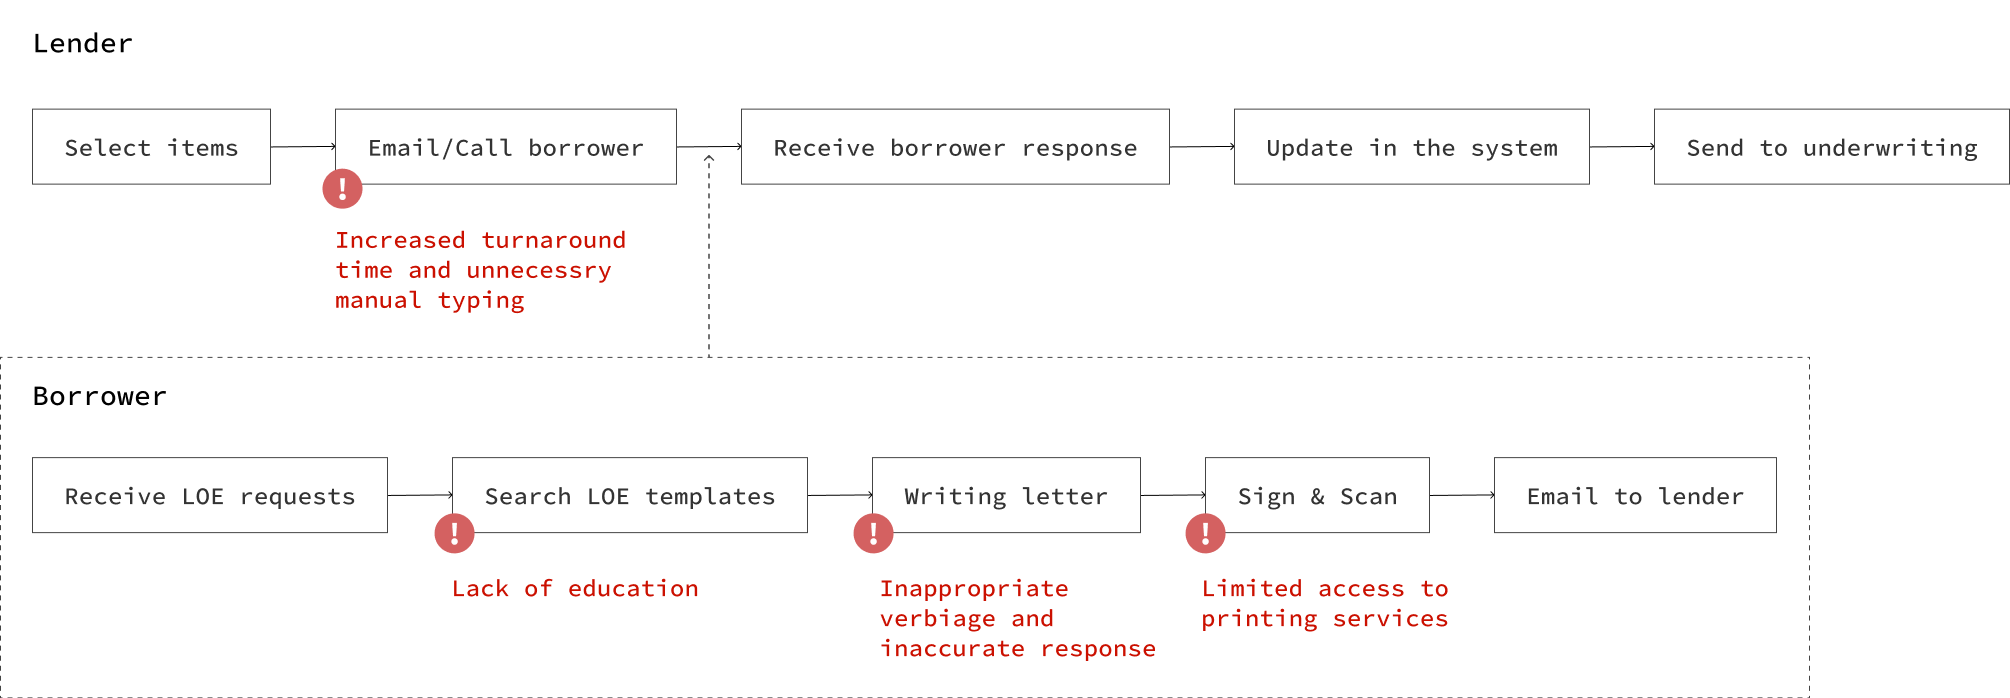 Lender
Select items
Email/Call borrower
Receive borrower response
Update in the system
Send to underwriting
!
Increased turnaround
time and unnecessry
manual typing
Borrower
Receive LOE requests
Search LOE templates
Writing letter
Sign & Scan
Email to lender
!
!
!
Lack of education
Inappropriate
verbiage and
inaccurate response
Limited access to
printing services